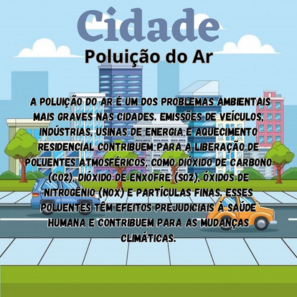 Cidade
Poluição do Ar
A POLUIÇÃO DO AR É UM DOS PROBLEMAS AMBIENTAIS
MAIS GRAVES NAS CIDADES. EMISSÕES DE VEÍCULOS,
INDÚSTRIAS, USINAS DE ENERGIA E AQUECIMENTO
RESIDENCIAL CONTRIBUEM PARA A LIBERAÇÃO DE
POLUENTES ATMOSFÉRICOS, COMO DIÓXIDO DE CARBONO
(CO2), DIÓXIDO DE ENXOFRE (SO2), ÓXIDOS DE
NITROGÊNIO (NOX) E PARTÍCULAS FINAS. ESSES
POLUENTES TÊM EFEITOS PREJUDICIAIS À SAÚDE
HUMANA E CONTRIBUEM PARA AS MUDANÇAS
CLIMÁTICAS.